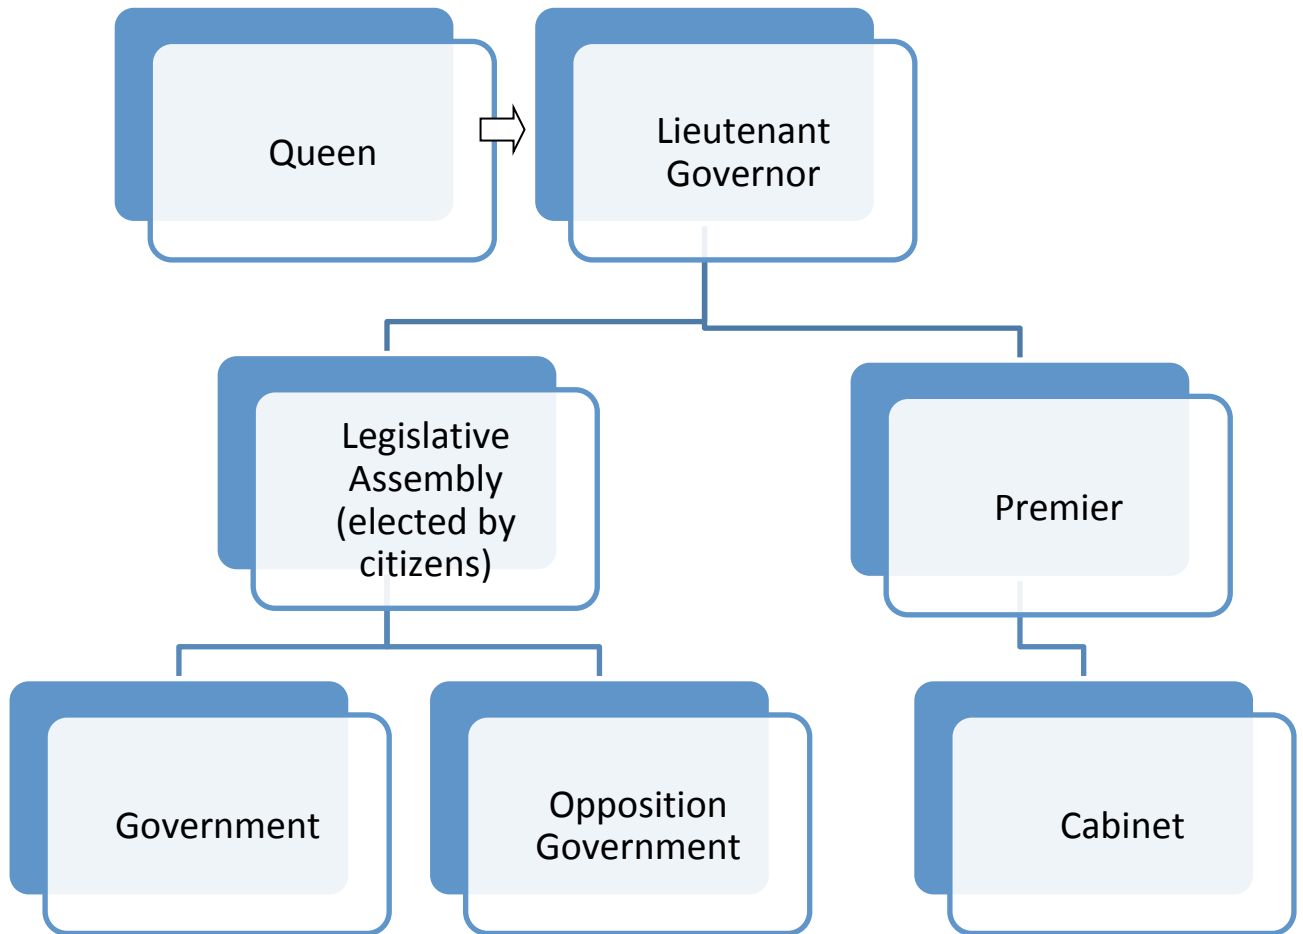 Queen
Lieutenant
Governor
Legislative
Assembly
(elected by
citizens)
Premier
Government
Opposition
Government
Cabinet